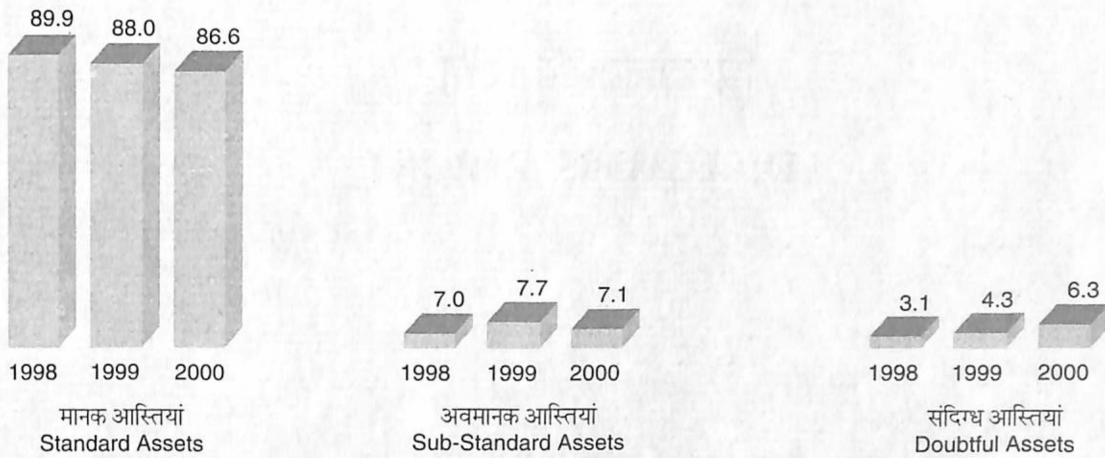 89.9
88.0
86.6
1998 1999 2000
मानक आस्तियां
Standard Assets
7.0
7.7
7.1
1998 1999 2000
अवमानक आस्तियां
Sub-Standard Assets
3.1
4.3
6.3
1998 1999 2000
संदिग्ध आस्तियां
Doubtful Assets